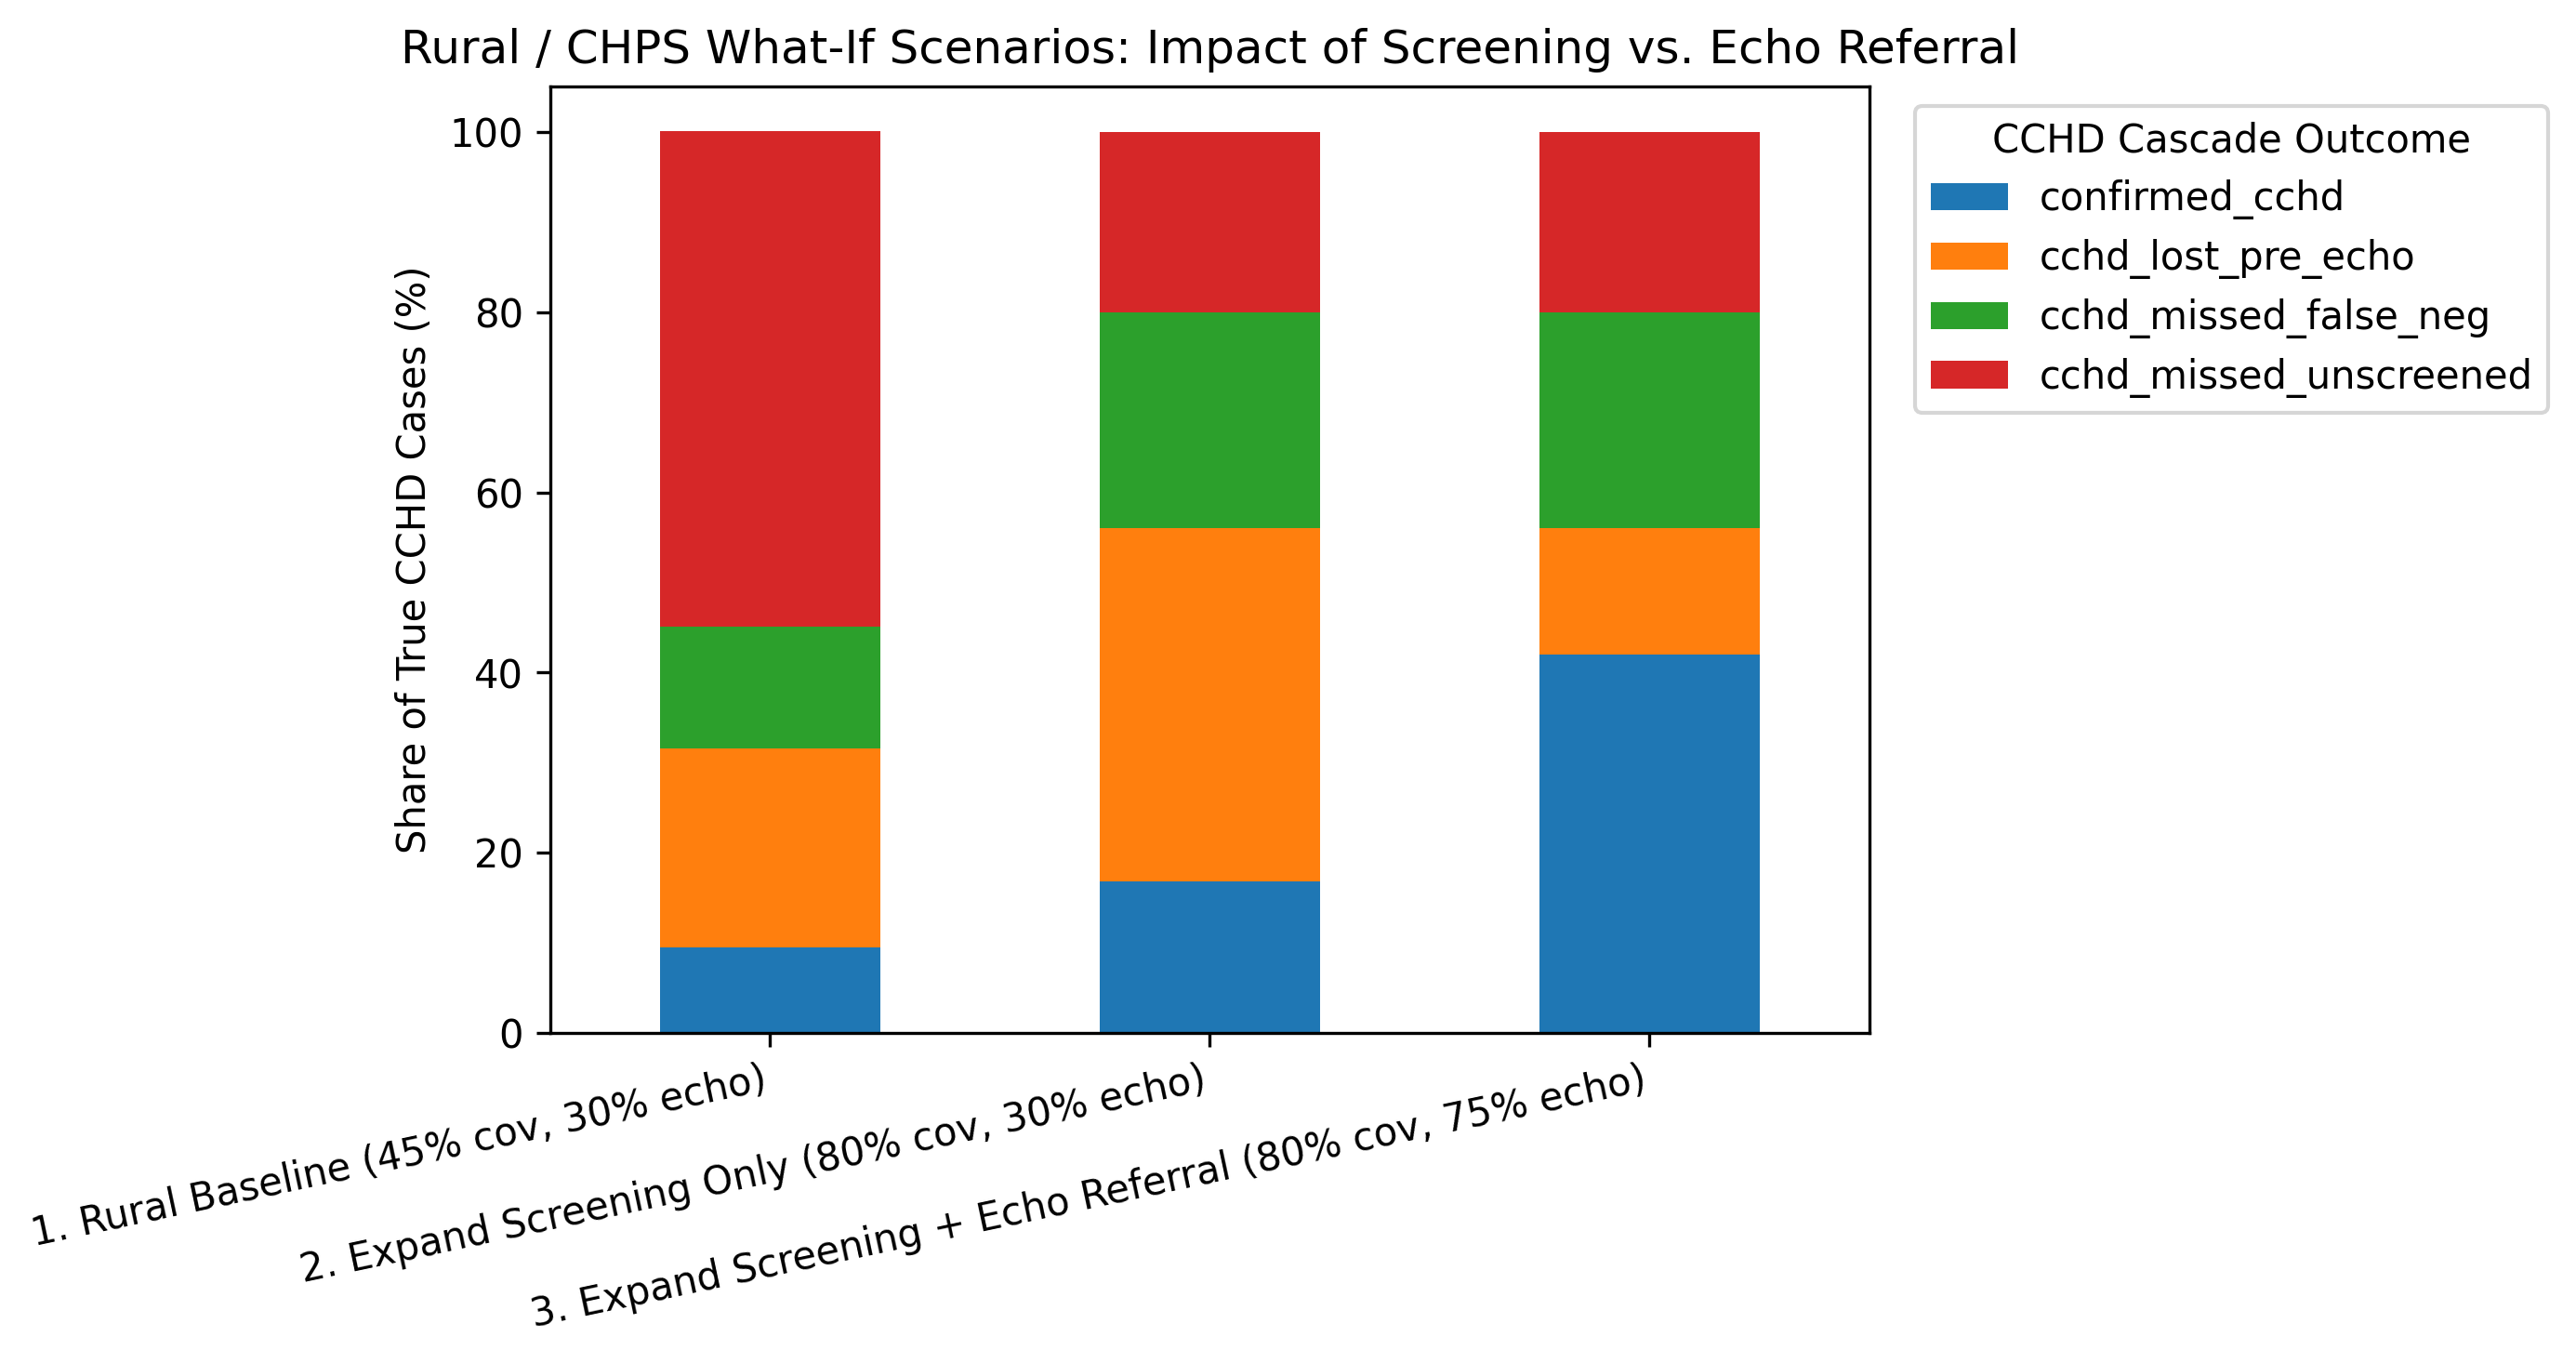 Rural / CHPS What-If Scenarios: Impact of Screening vs. Echo Referral
Share of True CCHD Cases (%)
100
80
60
40
20
0
1. Rural Baseline (45% cov, 30% echo)
2. Expand Screening Only (80% cov, 30% echo)
3. Expand Screening + Echo Referral (80% cov, 75% echo)
CCHD Cascade Outcome
confirmed_cchd
cchd_lost_pre_echo
cchd_missed_false_neg
cchd_missed_unscreened